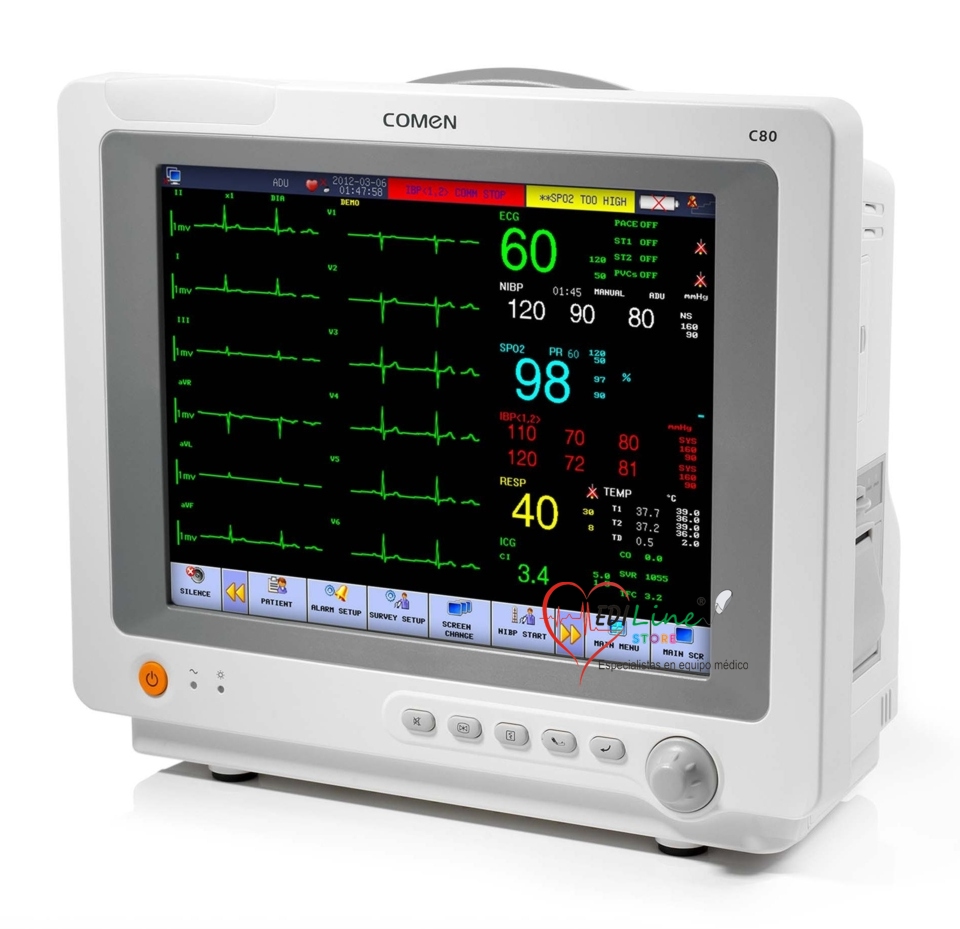 COMEN
C80
ADU 2012-03-06 01:47:58 IBP(1,2) COMM STOP **SPO2 TOO HIGH
II x1 DIA DEMO
1mv
V1
I
1mv
V2
III
1mv
V3
aVR
1mv
V4
aVL
1mv
V5
aVF
1mv
V6
ECG PACE OFF
60 ST1 OFF
120 ST2 OFF
50 PVCs OFF
NIBP 01:45 MANUAL ADU mmHg
120 90 80 NS
160
90
SPO2 PR 60 120
50
98 97 %
90
IBP(1,2) mmHg
110 70 80 SYS
160
90
120 72 81 SYS
160
90
RESP TEMP °C
40 30
8
T1 37.7 39.0
36.0
T2 37.2 39.0
36.0
TD 0.5 2.0
ICG CO 0.0
CI 3.4 5.0 SVR 1055
TFC 3.2
SILENCE
PATIENT
ALARM SETUP
SURVEY SETUP
SCREEN
CHANGE
NIBP START
MAIN MENU
MAIN SCR
EDILine®
STORE
Especialistas en equipo médico